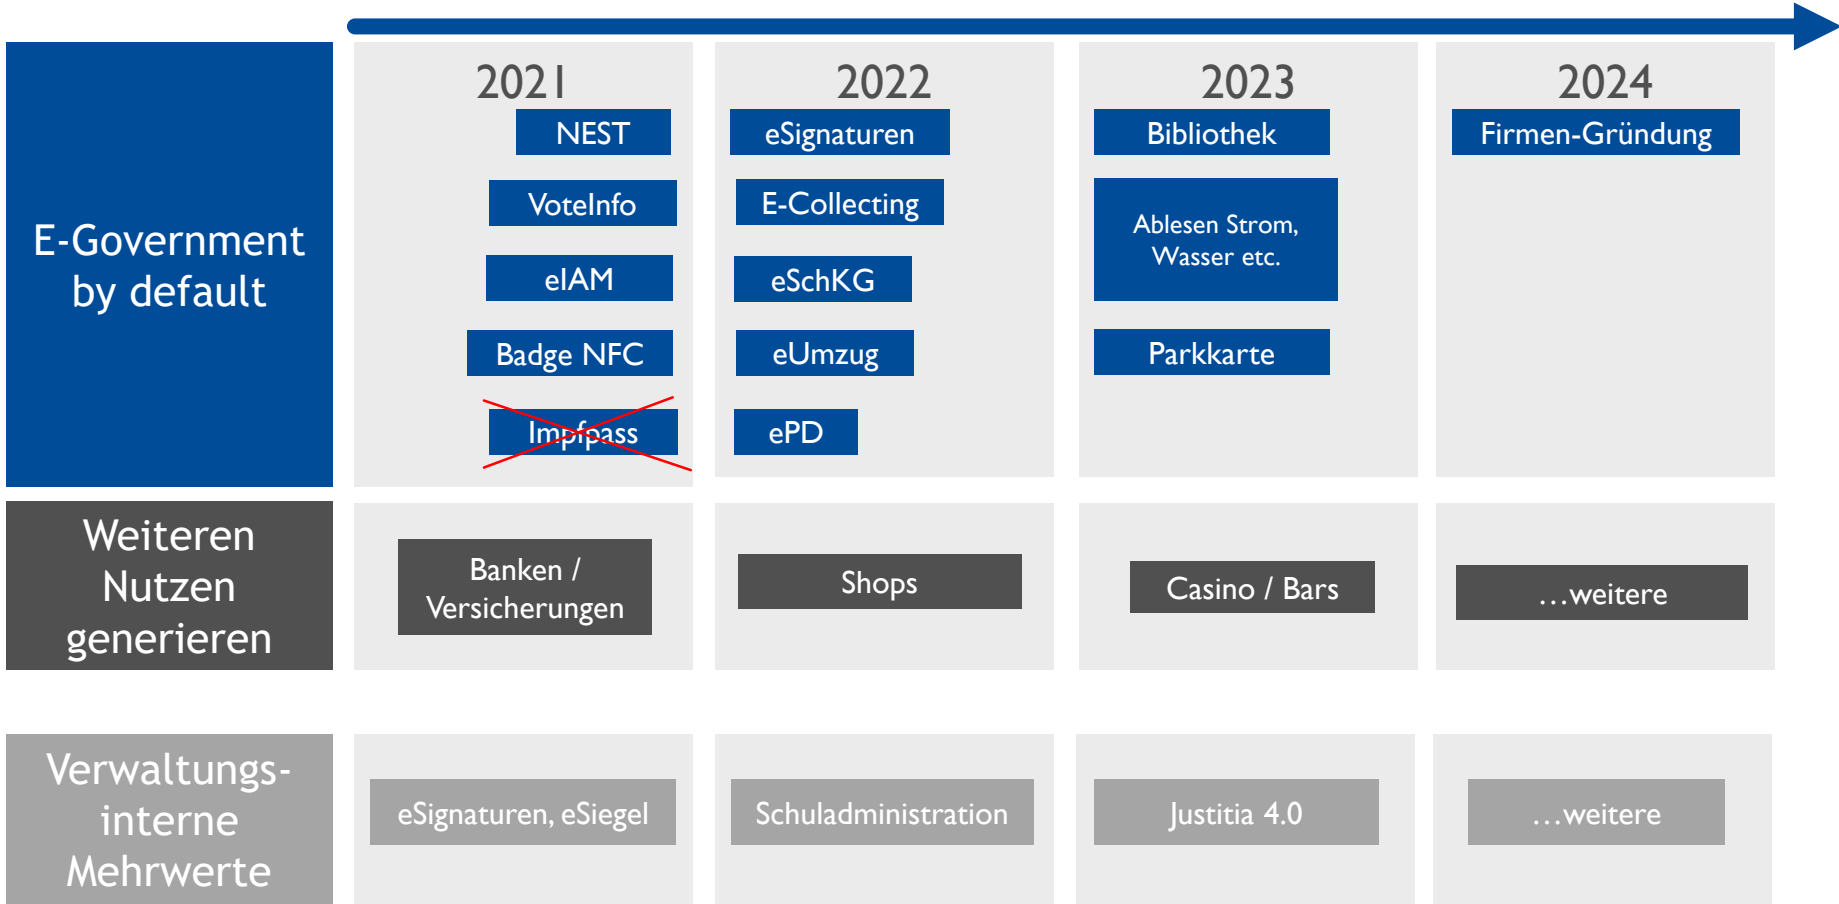 2021
2022
2023
2024
E-Government
by default
NEST
VoteInfo
eIAM
Badge NFC
Impfpass
eSignaturen
E-Collecting
eSchKG
eUmzug
ePD
Bibliothek
Ablesen Strom,
Wasser etc.
Parkkarte
Firmen-Gründung
Weiteren
Nutzen
generieren
Banken /
Versicherungen
Shops
Casino / Bars
…weitere
Verwaltungs-
interne
Mehrwerte
eSignaturen, eSiegel
Schuladministration
Justitia 4.0
…weitere